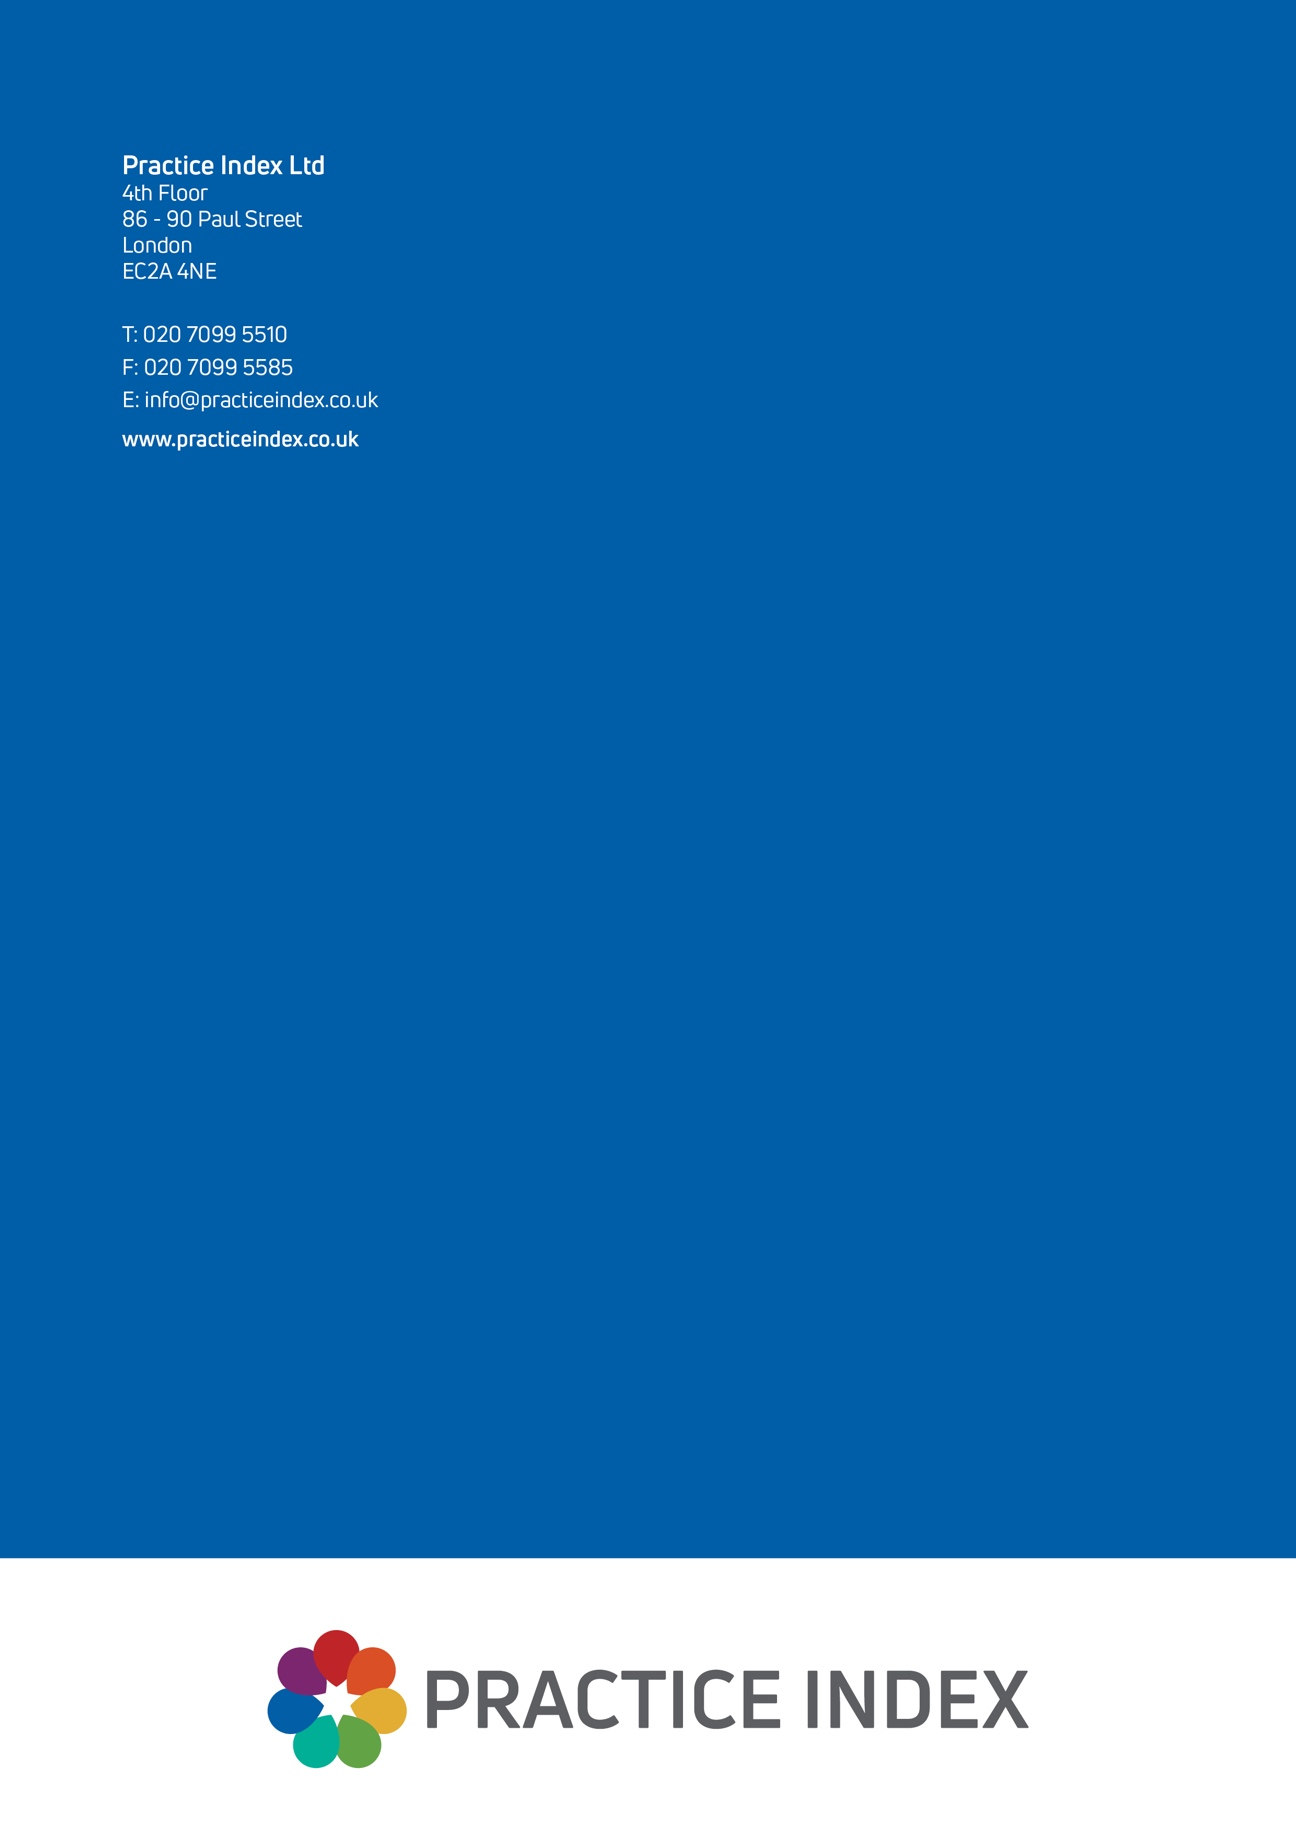 Practice Index Ltd
4th Floor
86 - 90 Paul Street
London
EC2A 4NE
T: 020 7099 5510
F: 020 7099 5585
E: info@practiceindex.co.uk
www.practiceindex.co.uk
PRACTICE INDEX